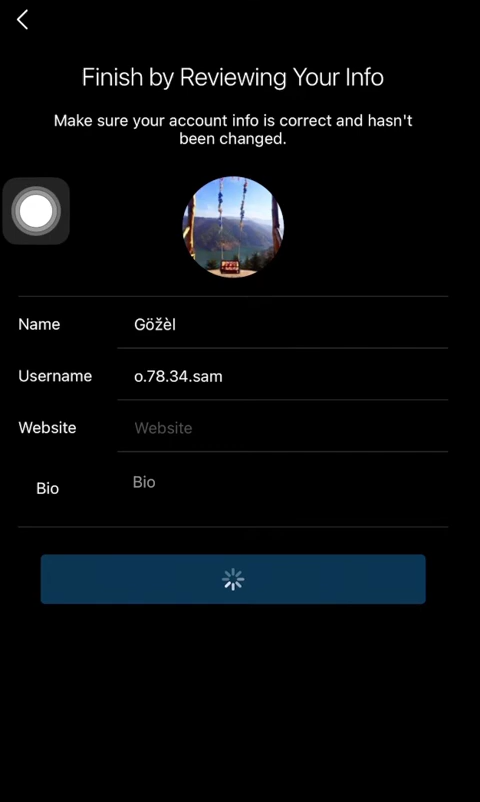 Finish by Reviewing Your Info
Make sure your account info is correct and hasn't
been changed.
Name
Göžèl
Username
o.78.34.sam
Website
Website
Bio
Bio